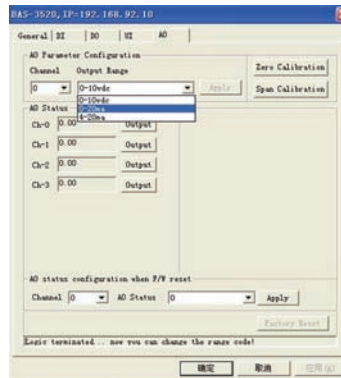 BAS-3520, IP=192.168.92.10
General DI DO UI AO
AO Parameter Configuration
Channel Output Range
Zero Calibration
0 0-10vdc Apply Span Calibration
0-10vdc
0-20ma
4-20ma
AO Status
Ch-0 0.00 Output
Ch-1 0.00 Output
Ch-2 0.00 Output
Ch-3 0.00 Output
AO status configuration when P/W reset
Channel 0 AO Status 0 Apply
Factory Reset
Logic terminated... now you can change the range code!
确定 取消 应用(A)